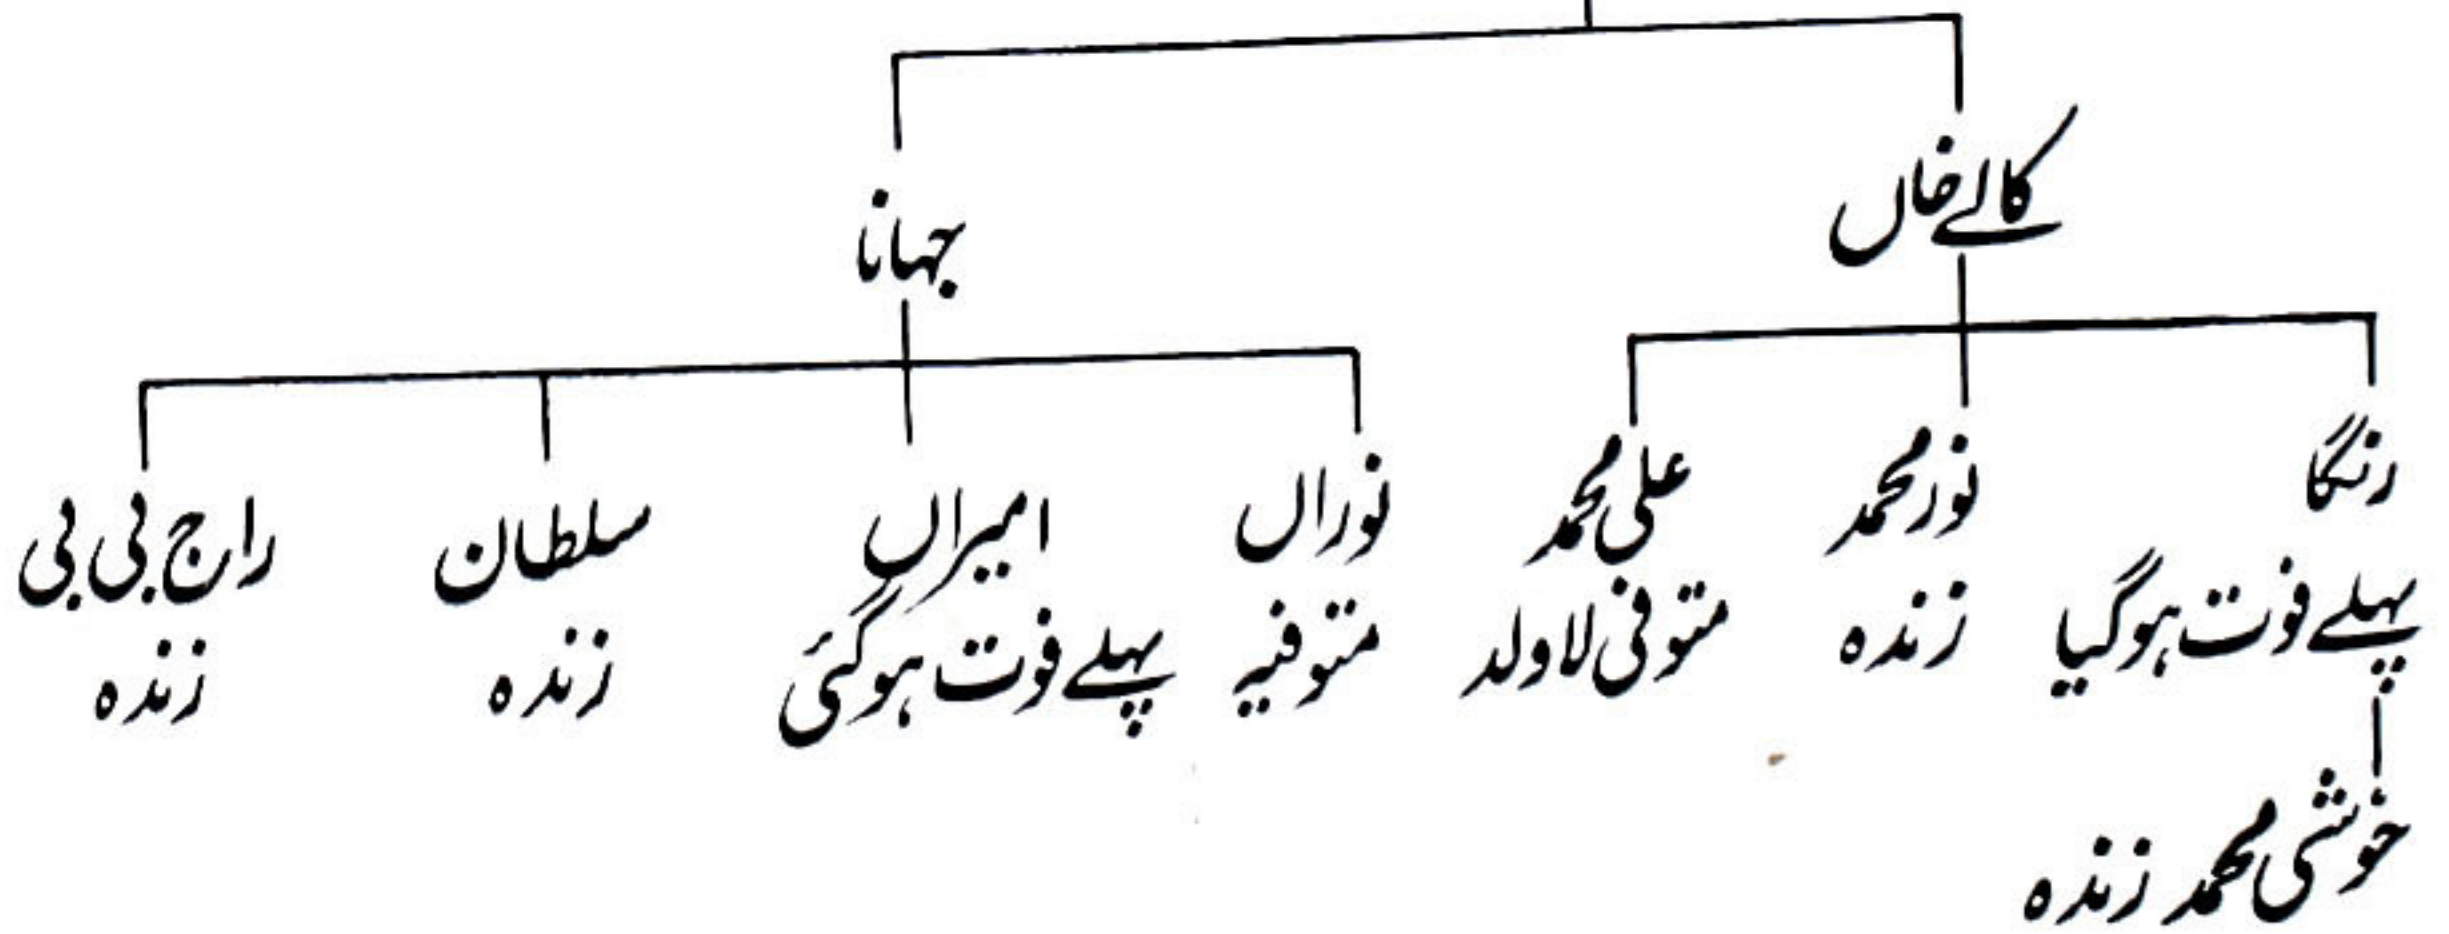 کالے خاں
جہانا
رنگا
نور محمد
علی محمد
نوراں
امیراں
سلطان
راج بی بی
پہلے فوت ہوگیا
زندہ
متوفی لاولد
متوفیہ
پہلے فوت ہوگئی
زندہ
زندہ
خوشی محمد زندہ